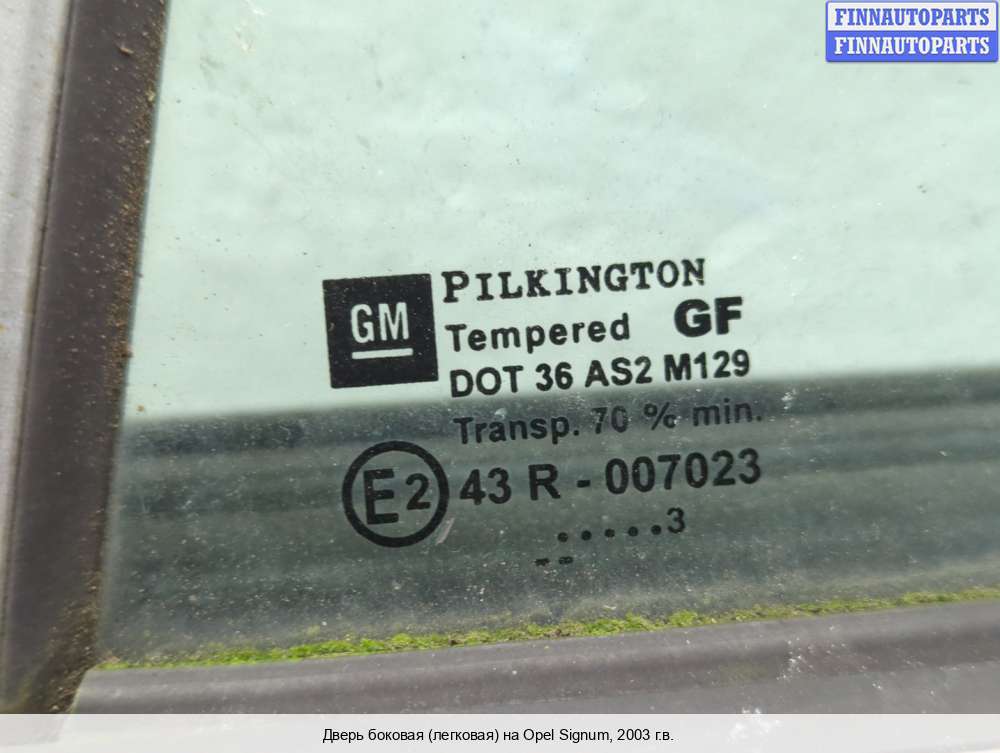 FINNAUTOPARTS
FINNAUTOPARTS
GM
PILKINGTON
Tempered GF
DOT 36 AS2 M129
Transp. 70 % min.
E2 43 R - 007023
......3
Дверь боковая (легковая) на Opel Signum, 2003 г.в.